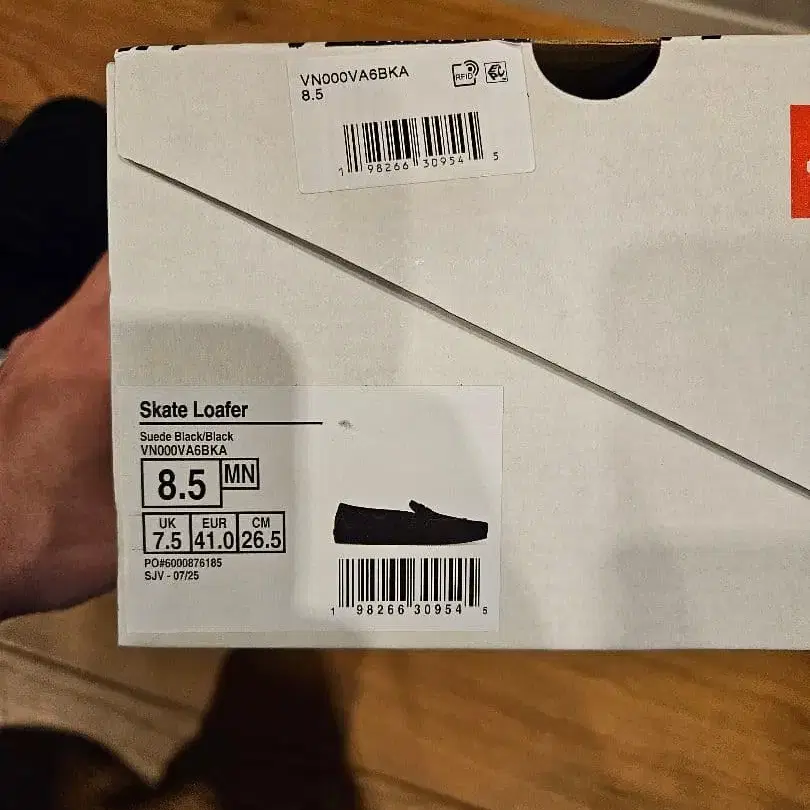 VN000VA6BKA
8.5
RFID
1 98266 30954 5
Skate Loafer
Suede Black/Black
VN000VA6BKA
8.5 MN
UK EUR CM
7.5 41.0 26.5
PO#6000876185
SJV - 07/25
1 98266 30954 5